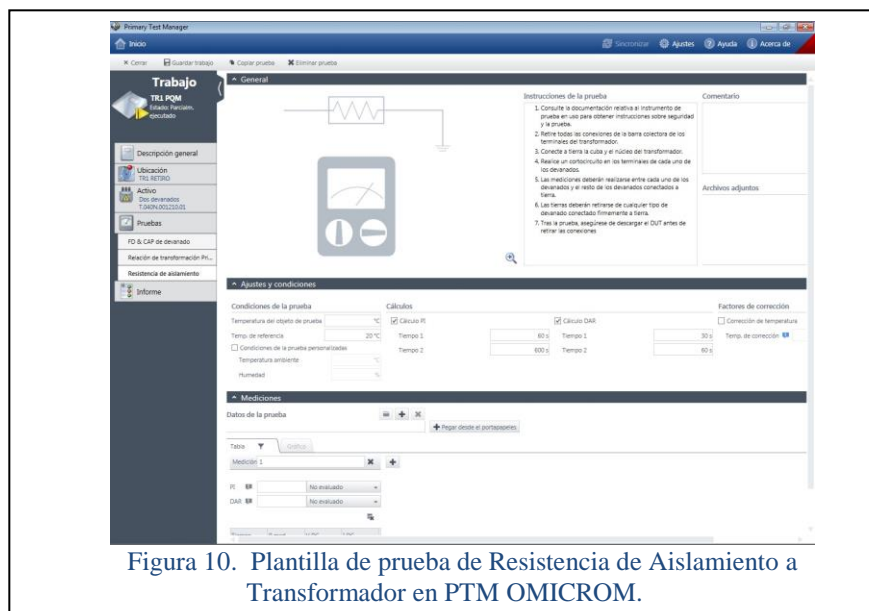 Primary Test Manager
Inicio
Sincronizar Ajustes Ayuda Acerca de
Cerrar Guardar trabajo Copiar prueba Eliminar prueba
Trabajo
TR1 PQM
Estado: Parcialm.
ejecutado
Descripción general
Ubicación
TR1 RETIRO
Activo
Dos devanados
T.040N.001210.01
Pruebas
FD & CAP de devanado
Relación de transformación Pri...
Resistencia de aislamiento
Informe
General
Instrucciones de la prueba
1. Consulte la documentación relativa al instrumento de
prueba en uso para obtener instrucciones sobre seguridad
y la prueba.
2. Retire todas las conexiones de la barra colectora de los
terminales del transformador.
3. Conecte a tierra la cuba y el núcleo del transformador.
4. Realice un cortocircuito en los terminales de cada uno de
los devanados.
5. Las mediciones deberán realizarse entre cada uno de los
devanados y el resto de los devanados conectados a
tierra.
6. Las tierras deberán retirarse de cualquier tipo de
devanado conectado firmemente a tierra.
7. Tras la prueba, asegúrese de descargar el DUT antes de
retirar las conexiones
Comentario
Archivos adjuntos
Ajustes y condiciones
Condiciones de la prueba
Temperatura del objeto de prueba °C
Temp. de referencia 20 °C
Condiciones de la prueba personalizadas
Temperatura ambiente °C
Humedad %
Cálculos
Cálculo PI
Tiempo 1 60 s
Tiempo 2 600 s
Cálculo DAR
Tiempo 1 30 s
Tiempo 2 60 s
Factores de corrección
Corrección de temperatura
Temp. de corrección
Mediciones
Datos de la prueba
Pegar desde el portapapeles
Tabla Gráfico
Medición 1
PI: No evaluado
DAR No evaluado
Figura 10. Plantilla de prueba de Resistencia de Aislamiento a
Transformador en PTM OMICROM.